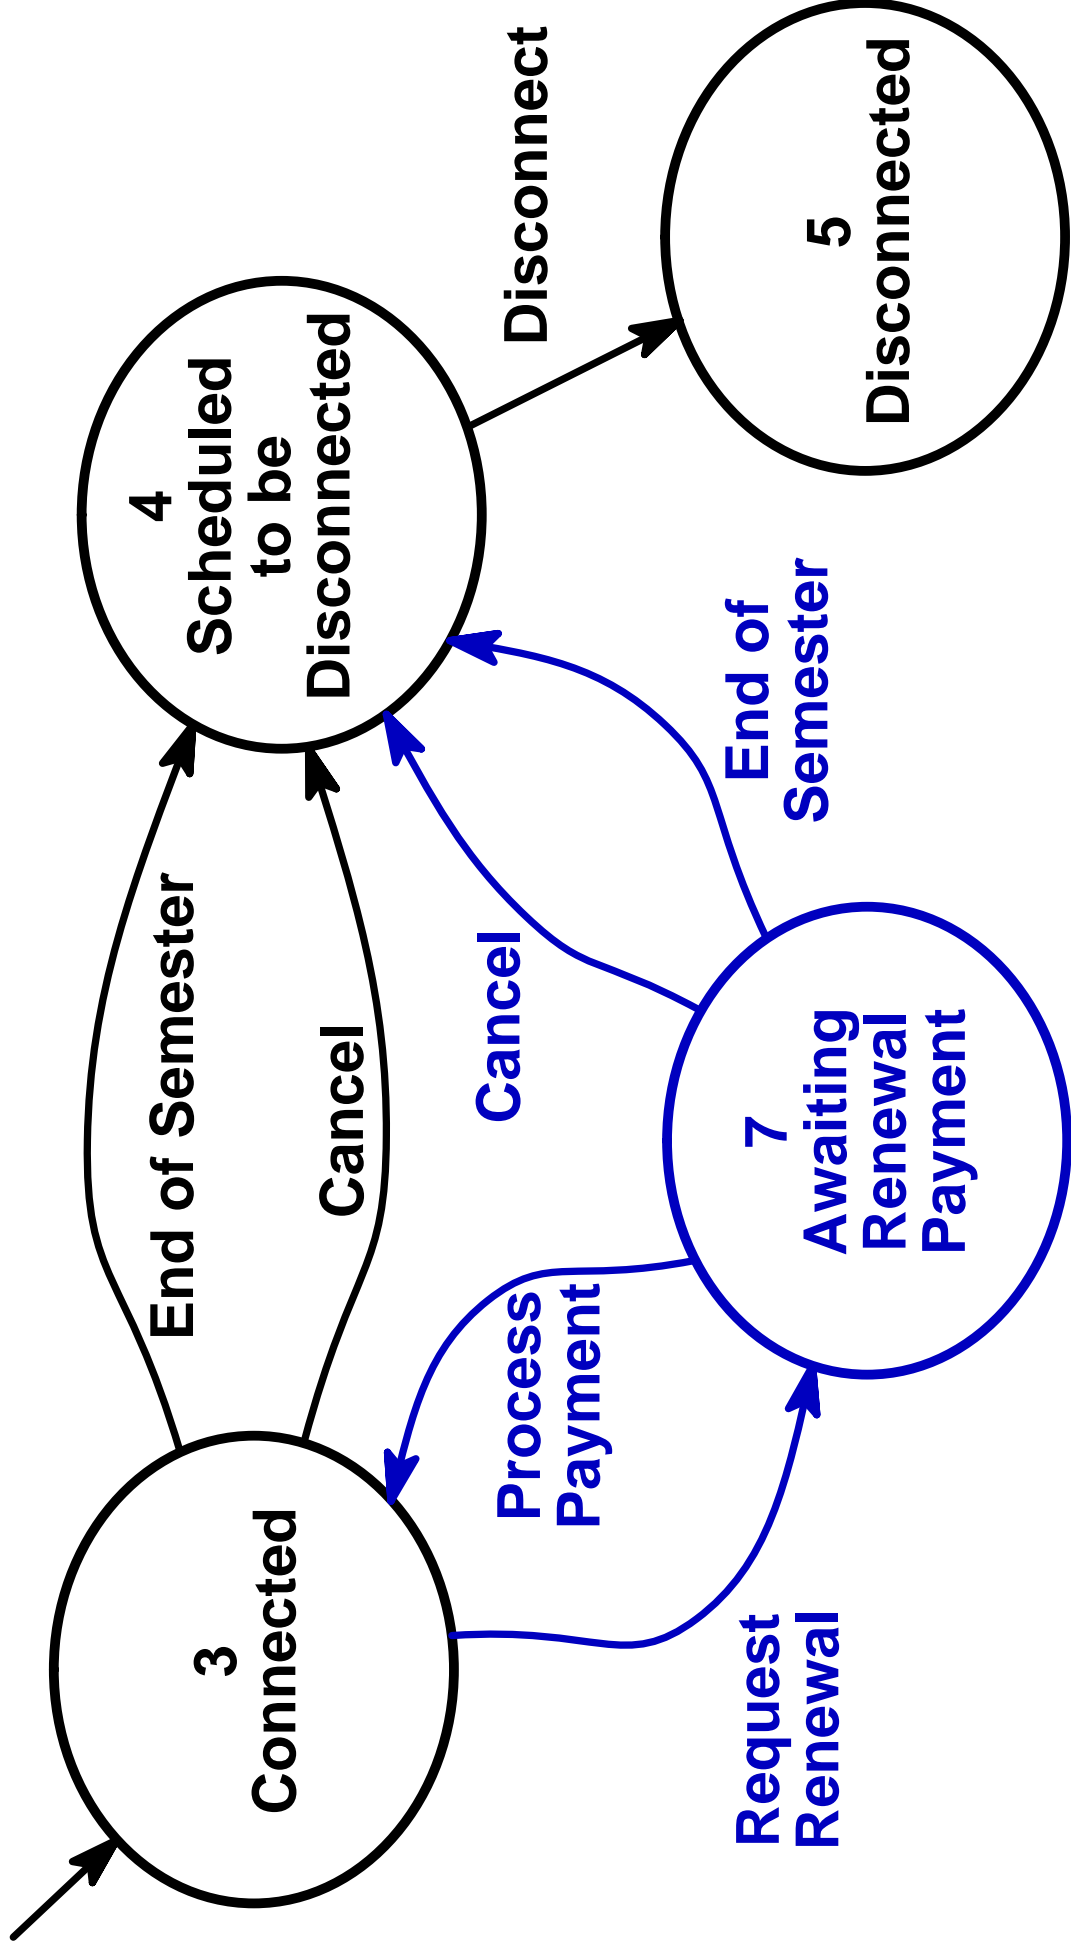 End of Semester
Cancel
3
Connected
4
Scheduled
to be
Disconnected
Disconnect
Process
Payment
Cancel
Request
Renewal
7
Awaiting
Renewal
Payment
End of
Semester
5
Disconnected